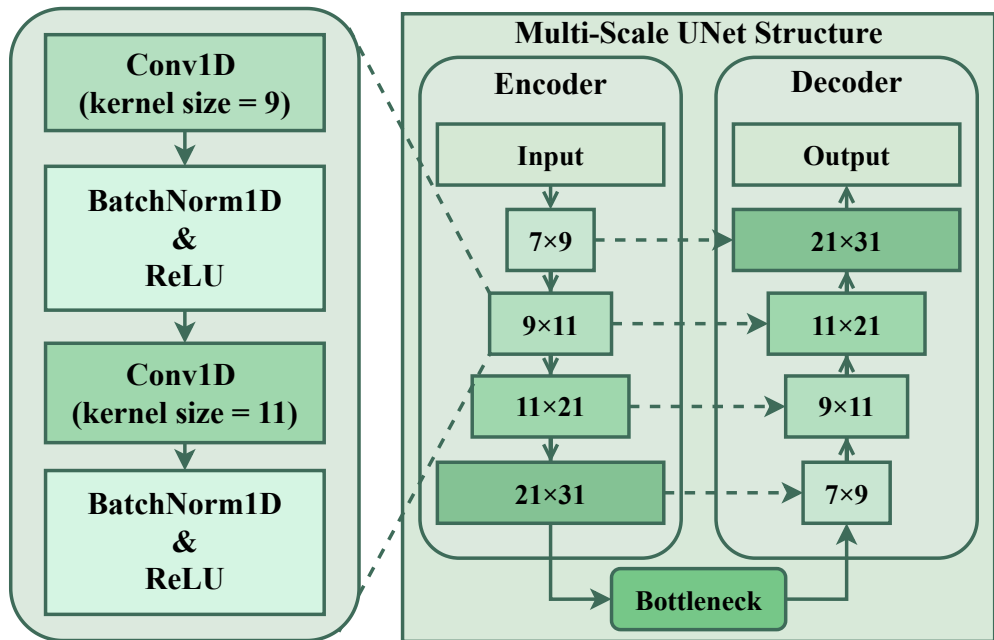 Conv1D
(kernel size = 9)
BatchNorm1D
&
ReLU
Conv1D
(kernel size = 11)
BatchNorm1D
&
ReLU
Multi-Scale UNet Structure
Encoder
Input
7×9
9×11
11×21
21×31
Decoder
Output
21×31
11×21
9×11
7×9
Bottleneck